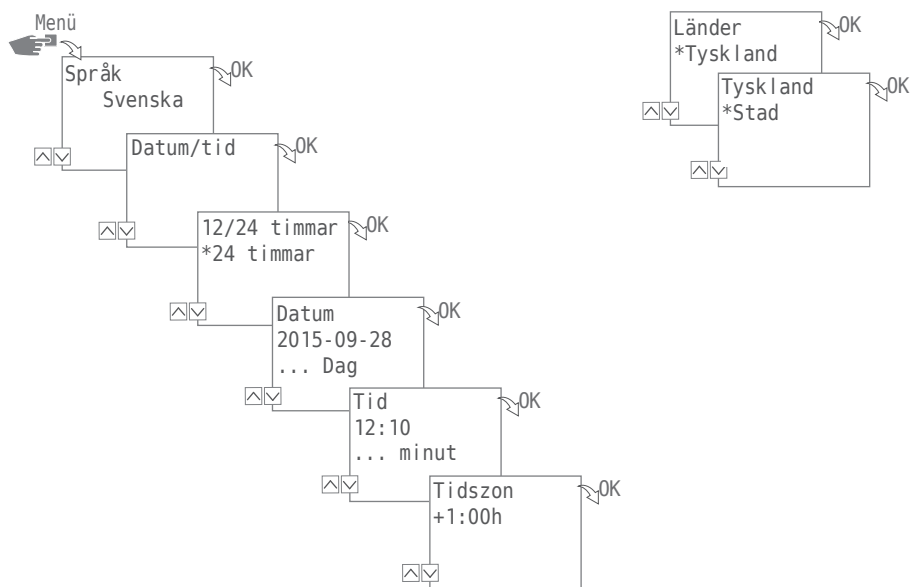 Menü
Språk
Svenska
OK
Datum/tid
OK
12/24 timmar
*24 timmar
OK
Datum
2015-09-28
... Dag
OK
Tid
12:10
... minut
OK
Tidszon
+1:00h
OK
Länder
*Tyskland
OK
Tyskland
*Stad
OK